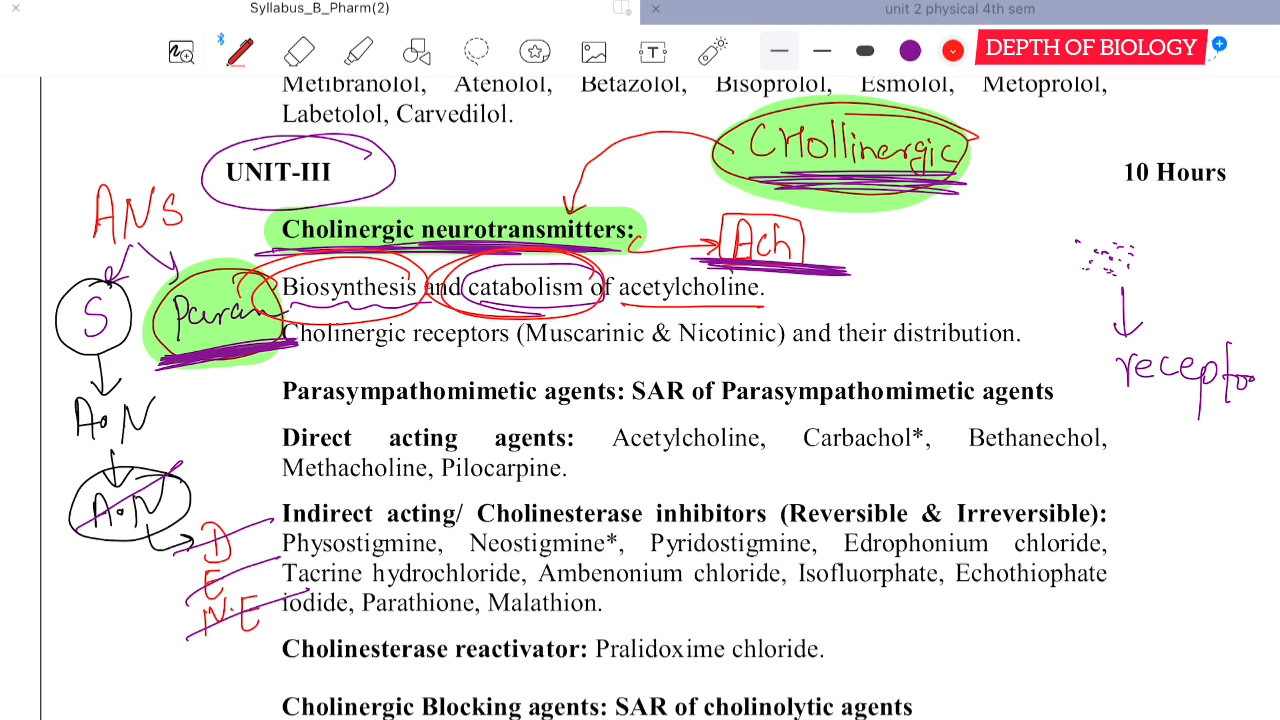 Syllabus_B_Pharm(2)
unit 2 physical 4th sem
DEPTH OF BIOLOGY
Metibranolol, Atenolol, Betazolol, Bisoprolol, Esmolol, Metoprolol,
Labetolol, Carvedilol.
CHollinergic
UNIT-III
10 Hours
ANS
Cholinergic neurotransmitters:
Ach
Biosynthesis and catabolism of acetylcholine.
S
Param
Cholinergic receptors (Muscarinic & Nicotinic) and their distribution.
receptor
Parasympathomimetic agents: SAR of Parasympathomimetic agents
A.N
Direct acting agents: Acetylcholine, Carbachol*, Bethanechol,
Methacholine, Pilocarpine.
A.N
Indirect acting/ Cholinesterase inhibitors (Reversible & Irreversible):
D
Physostigmine, Neostigmine*, Pyridostigmine, Edrophonium chloride,
E
Tacrine hydrochloride, Ambenonium chloride, Isofluorphate, Echothiophate
N.E
iodide, Parathione, Malathion.
Cholinesterase reactivator: Pralidoxime chloride.
Cholinergic Blocking agents: SAR of cholinolytic agents